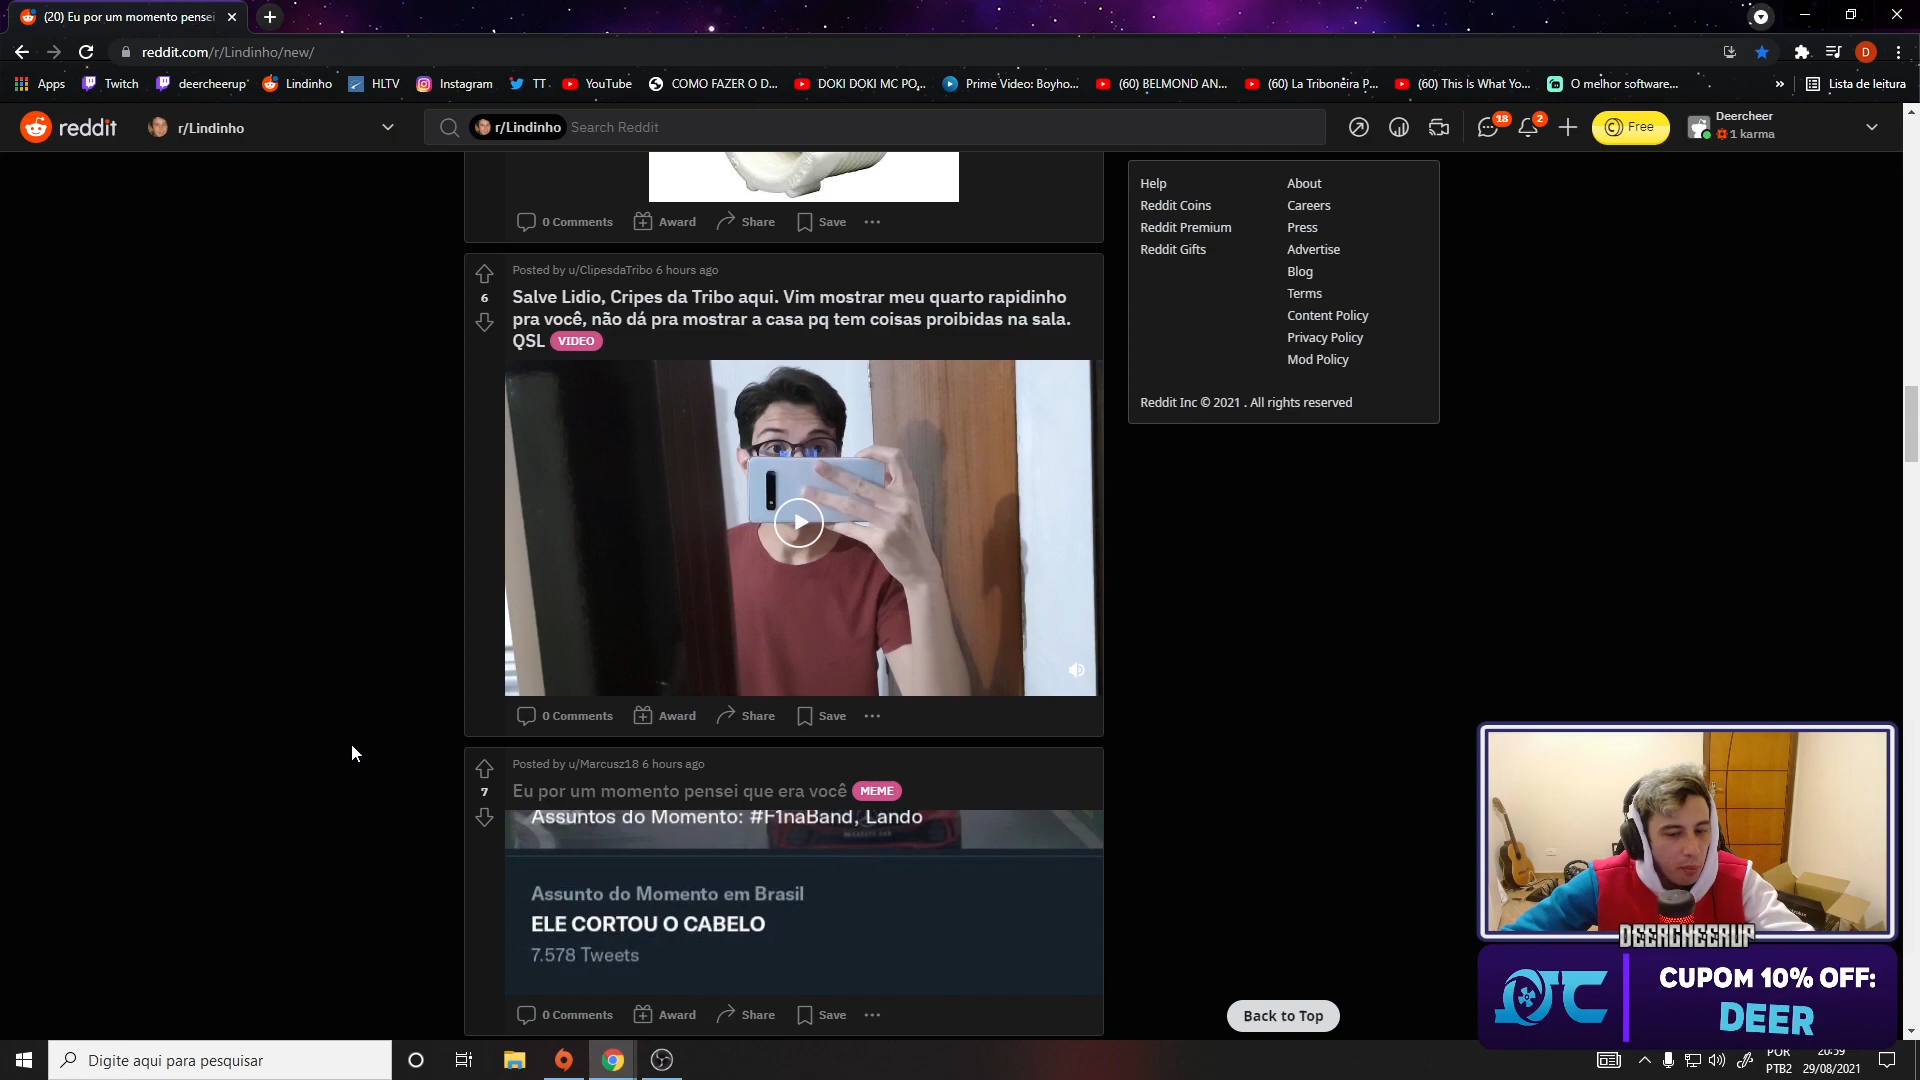 (20) Eu por um momento pensei
reddit.com/r/Lindinho/new/
D
Apps
Twitch
deercheerup
Lindinho
HLTV
Instagram
TT
YouTube
COMO FAZER O D...
DOKI DOKI MC PO...
Prime Video: Boyho...
(60) BELMOND AN...
(60) La Triboneira P...
(60) This Is What Yo...
O melhor software...
»
Lista de leitura
reddit
r/Lindinho
r/Lindinho
Search Reddit
18
2
Free
Deercheer
1 karma
0 Comments
Award
Share
Save
Posted by u/ClipesdaTribo 6 hours ago
6
Salve Lidio, Cripes da Tribo aqui. Vim mostrar meu quarto rapidinho
pra você, não dá pra mostrar a casa pq tem coisas proibidas na sala.
QSL VIDEO
0 Comments
Award
Share
Save
Posted by u/Marcusz18 6 hours ago
7
Eu por um momento pensei que era você MEME
Assuntos do Momento: #F1naBand, Lando
Assunto do Momento em Brasil
ELE CORTOU O CABELO
7.578 Tweets
0 Comments
Award
Share
Save
Help
About
Reddit Coins
Careers
Reddit Premium
Press
Reddit Gifts
Advertise
Blog
Terms
Content Policy
Privacy Policy
Mod Policy
Reddit Inc © 2021 . All rights reserved
Back to Top
DEERCHEERUP
CUPOM 10% OFF:
DEER
Digite aqui para pesquisar
POR
PTB2
20:59
29/08/2021